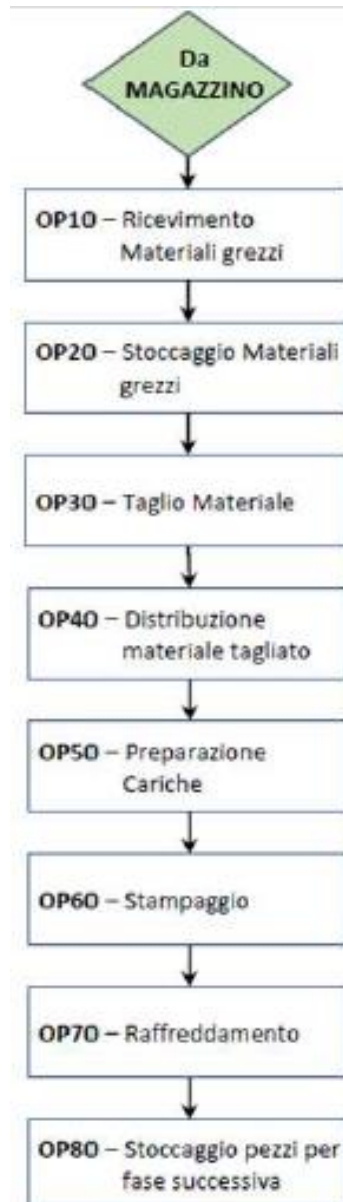 Da
MAGAZZINO
OP10 – Ricevimento
Materiali grezzi
OP20 – Stoccaggio Materiali
grezzi
OP30 – Taglio Materiale
OP40 – Distribuzione
materiale tagliato
OP50 – Preparazione
Cariche
OP60 – Stampaggio
OP70 – Raffreddamento
OP80 – Stoccaggio pezzi per
fase successiva